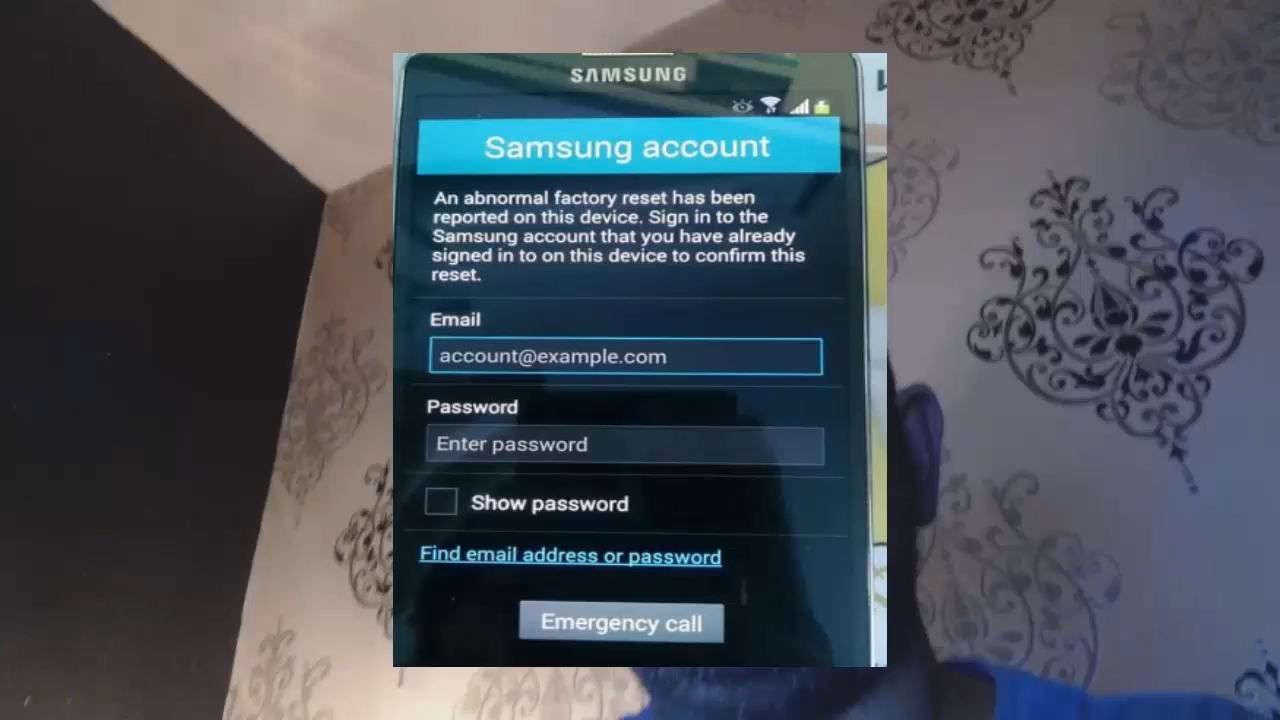 SAMSUNG
Samsung account
An abnormal factory reset has been
reported on this device. Sign in to the
Samsung account that you have already
signed in to on this device to confirm this
reset.
Email
account@example.com
Password
Enter password
Show password
Find email address or password
Emergency call